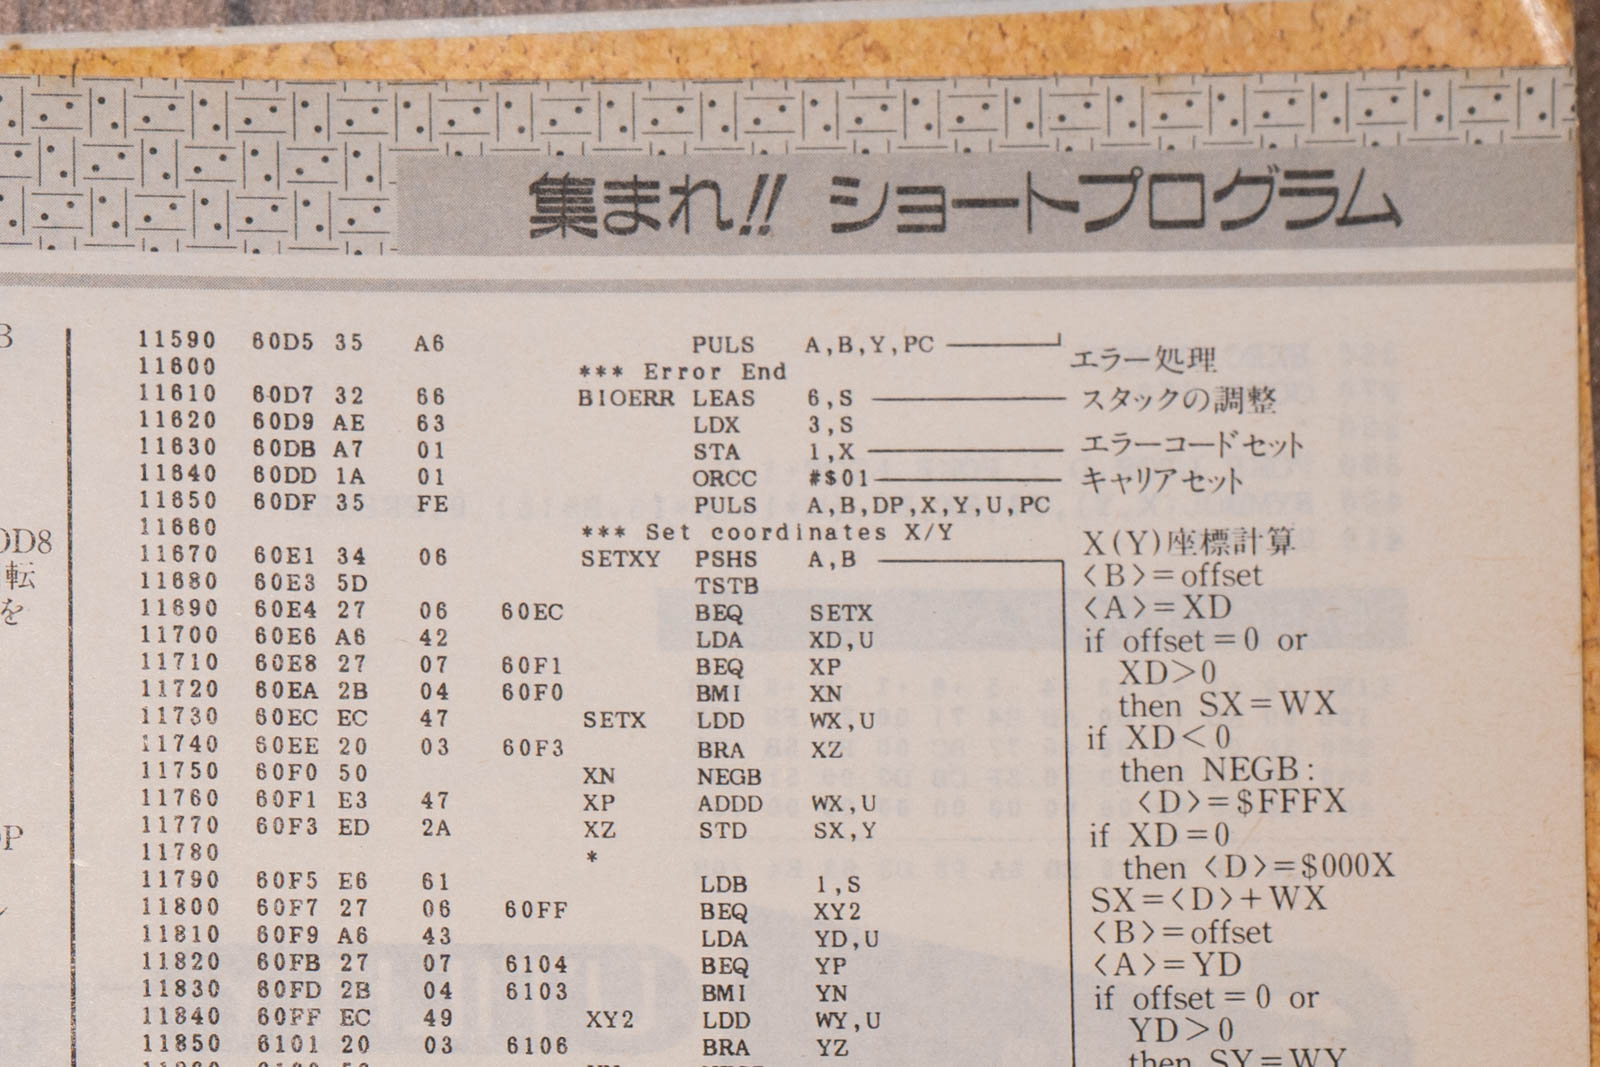 集まれ!! ショートプログラム
B
0D8
転
を
11590 60D5 35 A6 PULS A,B,Y,PC
11600 *** Error End
エラー処理
11610 60D7 32 66 BIOERR LEAS 6,S スタックの調整
11620 60D9 AE 63 LDX 3,S
11630 60DB A7 01 STA 1,X エラーコードセット
11640 60DD 1A 01 ORCC #$01 キャリアセット
11650 60DF 35 FE PULS A,B,DP,X,Y,U,PC
11660 *** Set coordinates X/Y
11670 60E1 34 06 SETXY PSHS A,B
11680 60E3 5D TSTB
11690 60E4 27 06 60EC BEQ SETX
11700 60E6 A6 42 LDA XD,U
11710 60E8 27 07 60F1 BEQ XP
11720 60EA 2B 04 60F0 BMI XN
11730 60EC EC 47 SETX LDD WX,U
11740 60EE 20 03 60F3 BRA XZ
11750 60F0 50 XN NEGB
11760 60F1 E3 47 XP ADDD WX,U
11770 60F3 ED 2A XZ STD SX,Y
11780 *
11790 60F5 E6 61 LDB 1,S
11800 60F7 27 06 60FF BEQ XY2
11810 60F9 A6 43 LDA YD,U
11820 60FB 27 07 6104 BEQ YP
11830 60FD 2B 04 6103 BMI YN
11840 60FF EC 49 XY2 LDD WY,U
11850 6101 20 03 6106 BRA YZ
X(Y)座標計算
〈B〉=offset
〈A〉=XD
if offset=0 or
XD>0
then SX=WX
if XD<0
then NEGB:
〈D〉=$FFFX
if XD=0
then 〈D〉=$000X
SX=〈D〉+WX
〈B〉=offset
〈A〉=YD
if offset=0 or
YD>0
then SY=WY